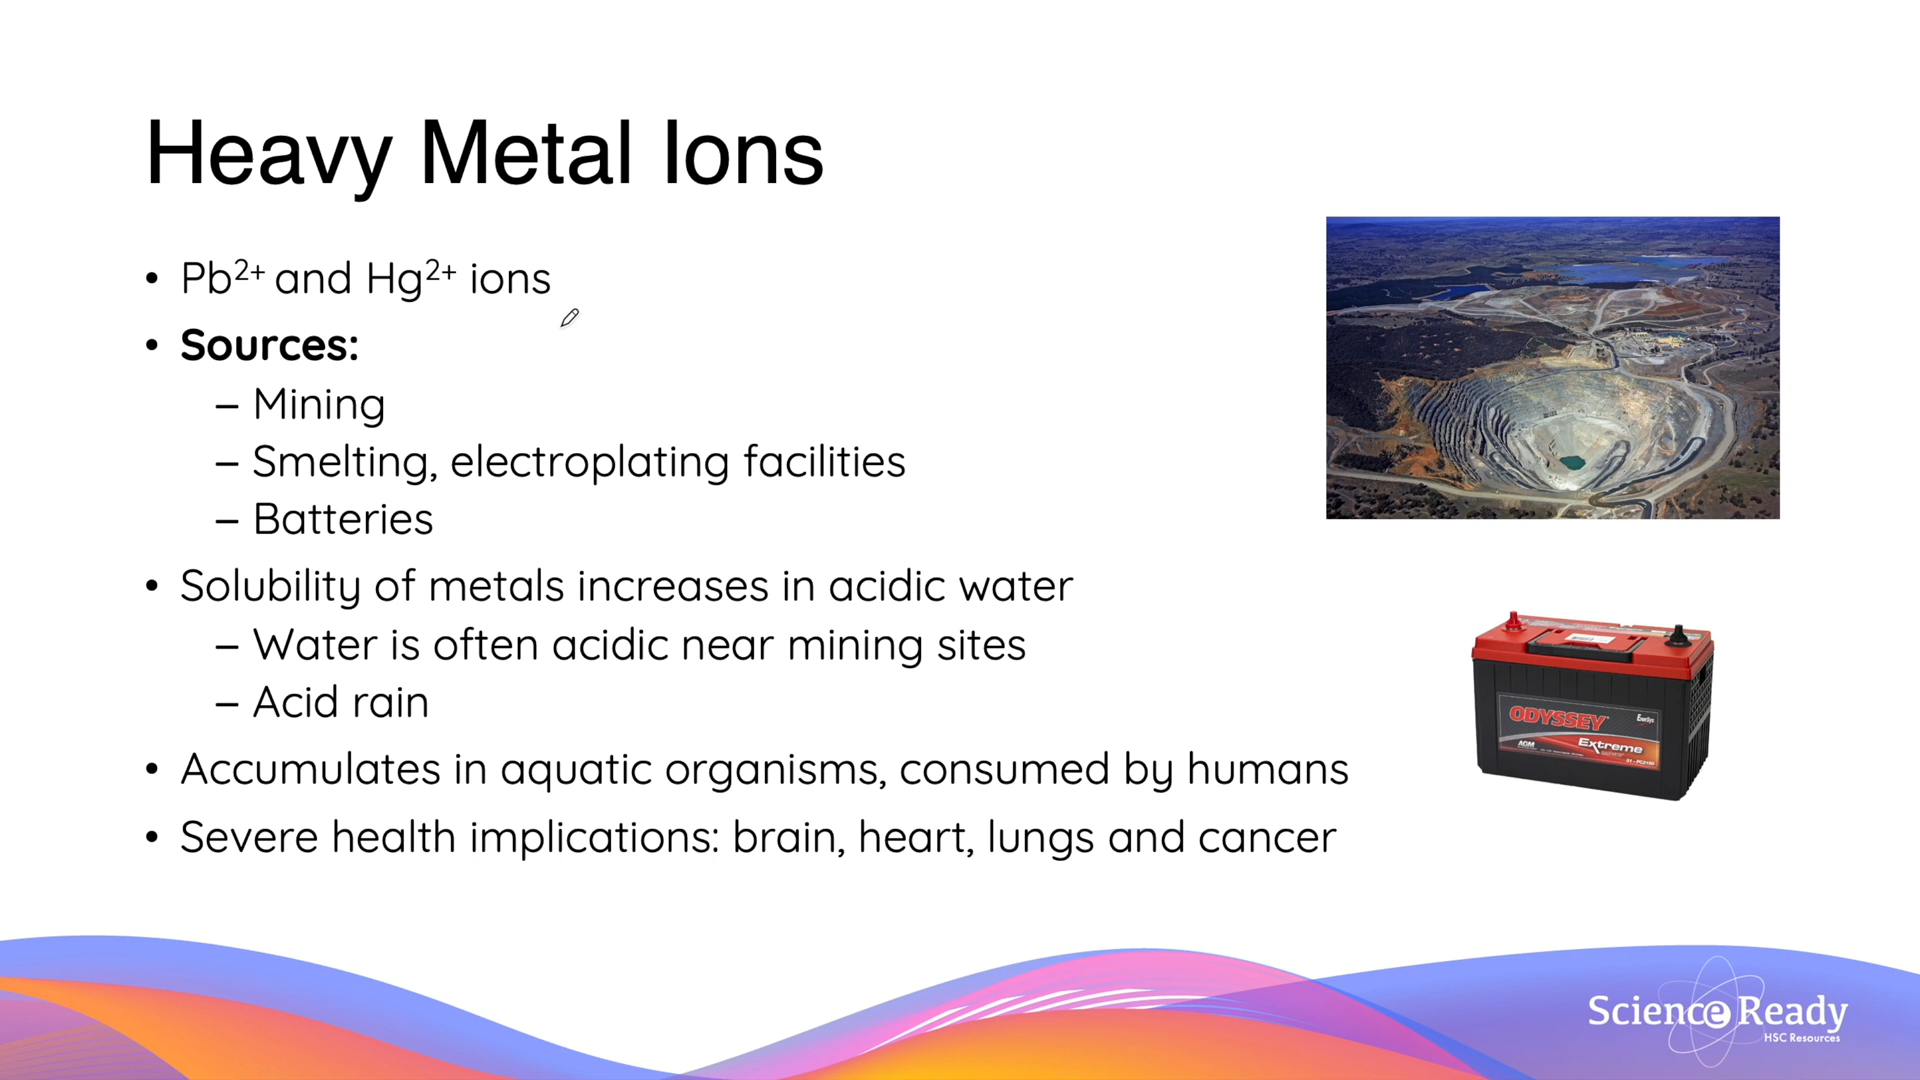 Heavy Metal Ions
• Pb²⁺ and Hg²⁺ ions
• Sources:
– Mining
– Smelting, electroplating facilities
– Batteries
• Solubility of metals increases in acidic water
– Water is often acidic near mining sites
– Acid rain
• Accumulates in aquatic organisms, consumed by humans
• Severe health implications: brain, heart, lungs and cancer
ODYSSEY
EnerSys
Extreme
AGM
Science Ready
HSC Resources